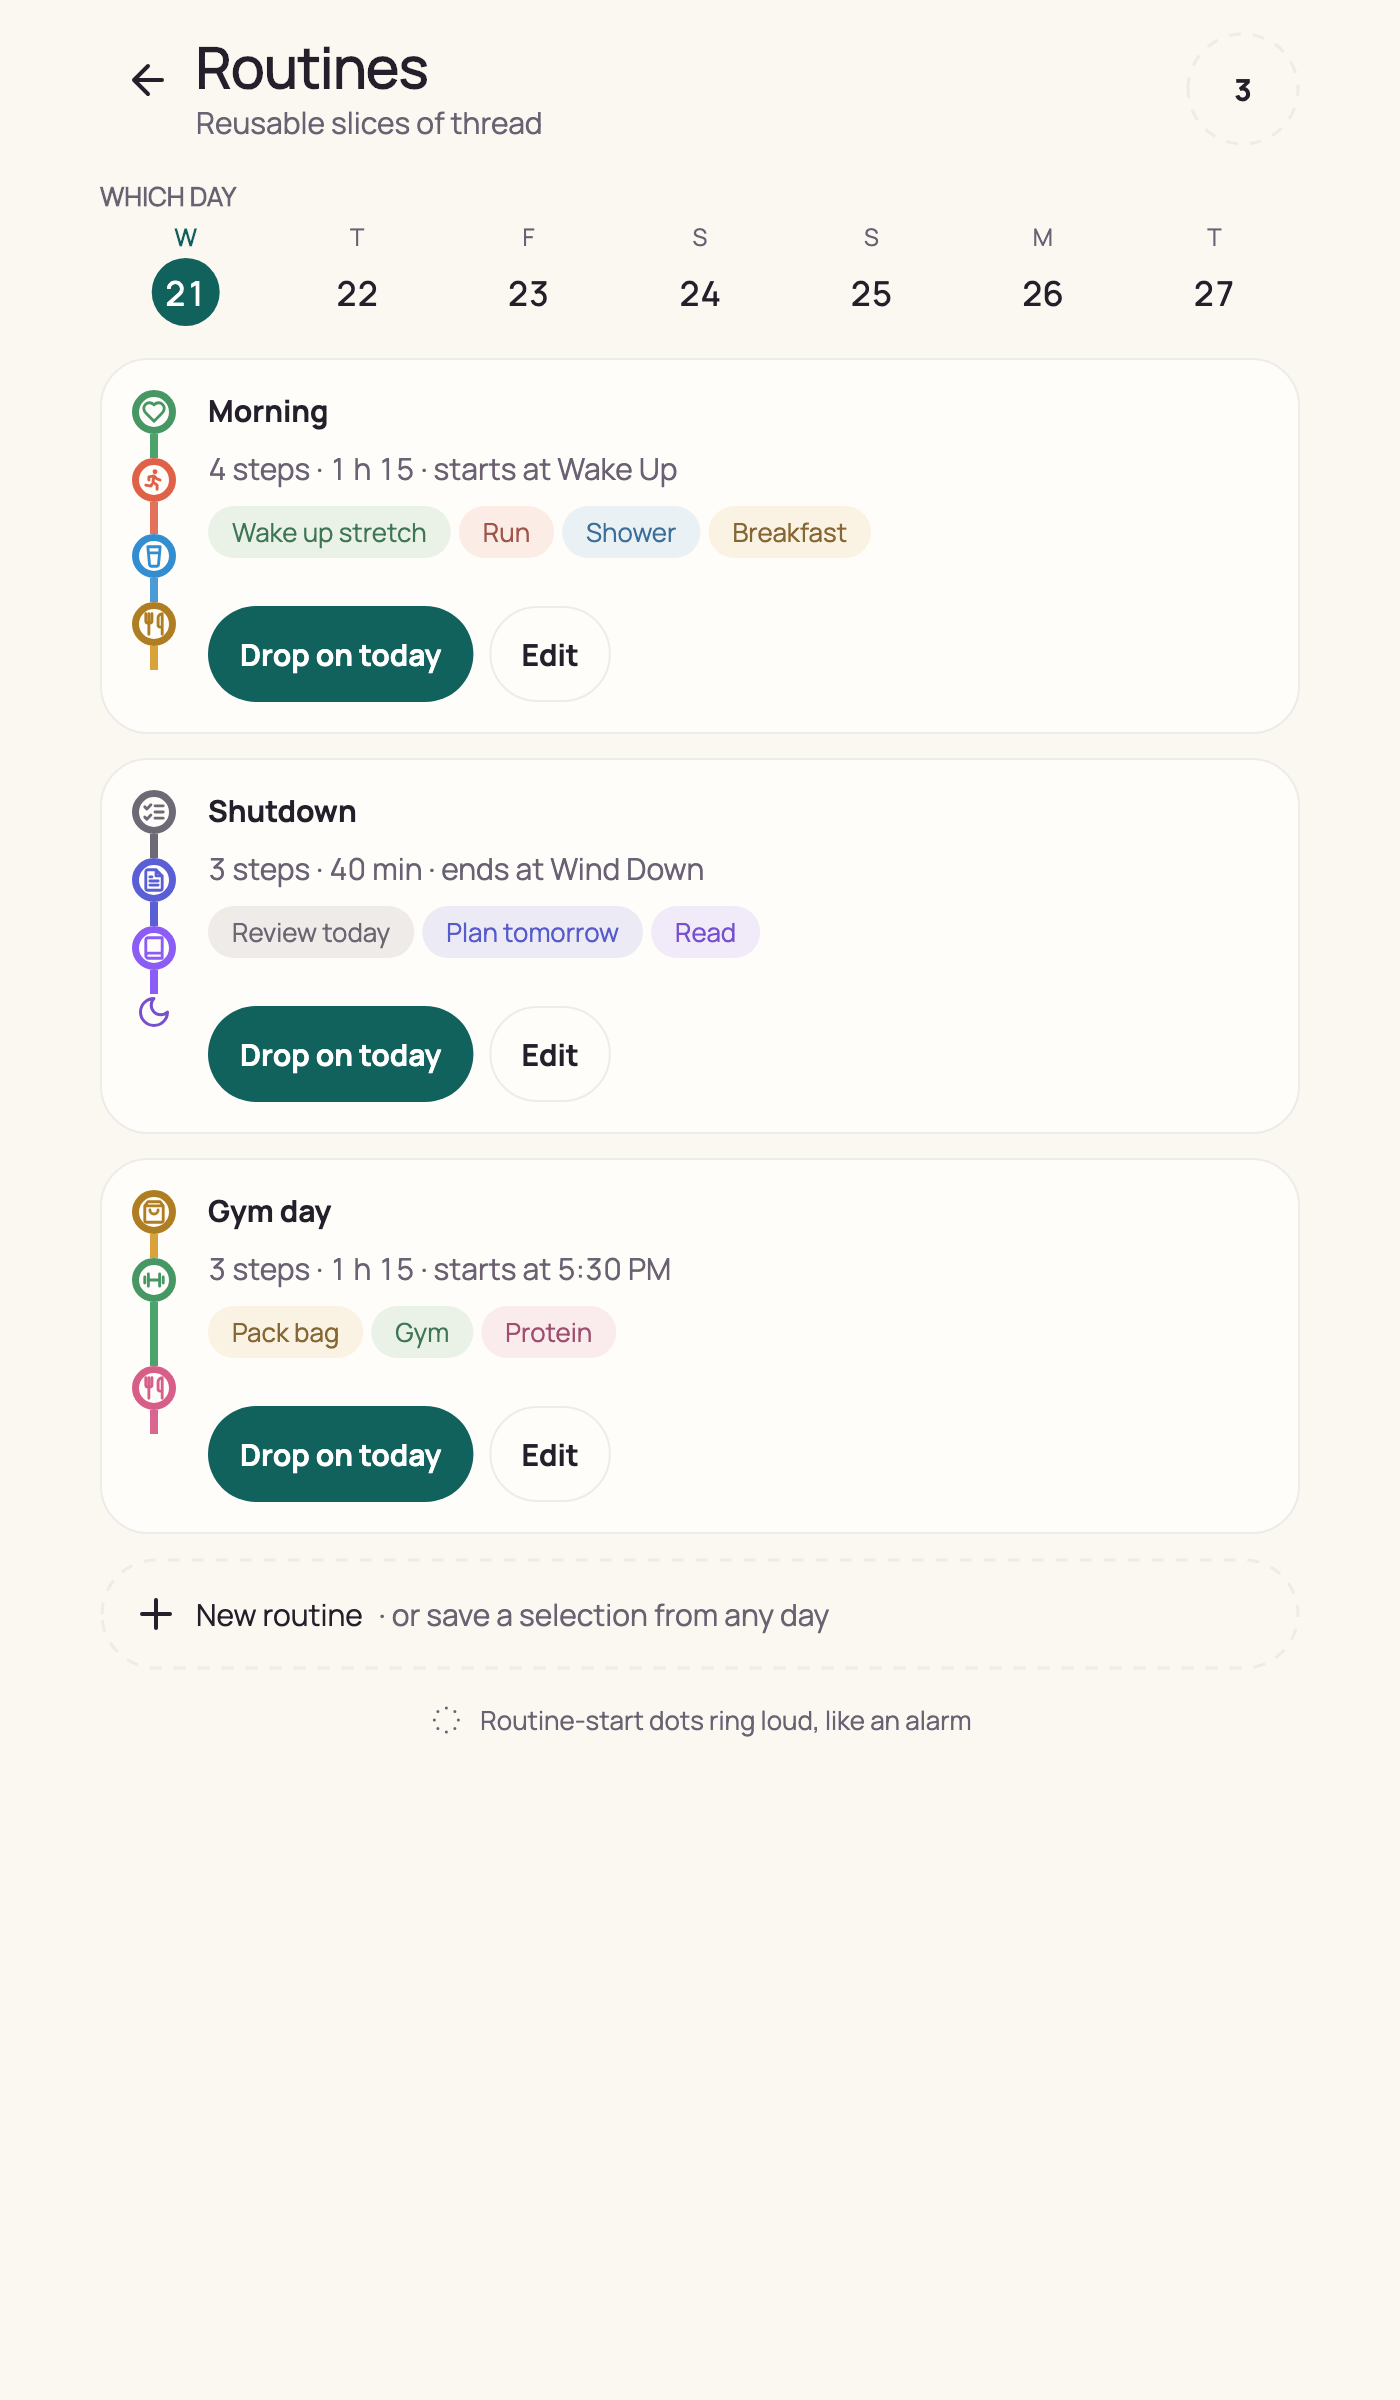 Routines
Reusable slices of thread
3
WHICH DAY
W T F S S M T
21 22 23 24 25 26 27
Morning
4 steps · 1 h 15 · starts at Wake Up
Wake up stretch Run Shower Breakfast
Drop on today Edit
Shutdown
3 steps · 40 min · ends at Wind Down
Review today Plan tomorrow Read
Drop on today Edit
Gym day
3 steps · 1 h 15 · starts at 5:30 PM
Pack bag Gym Protein
Drop on today Edit
New routine · or save a selection from any day
Routine-start dots ring loud, like an alarm